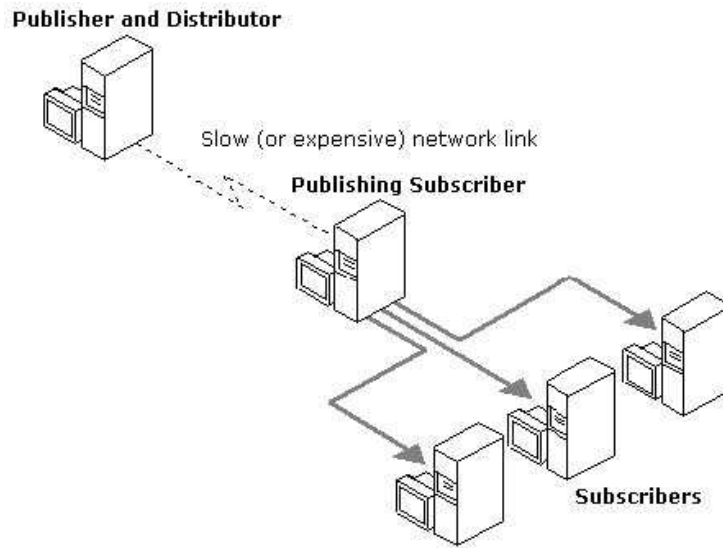 Publisher and Distributor
Slow (or expensive) network link
Publishing Subscriber
Subscribers